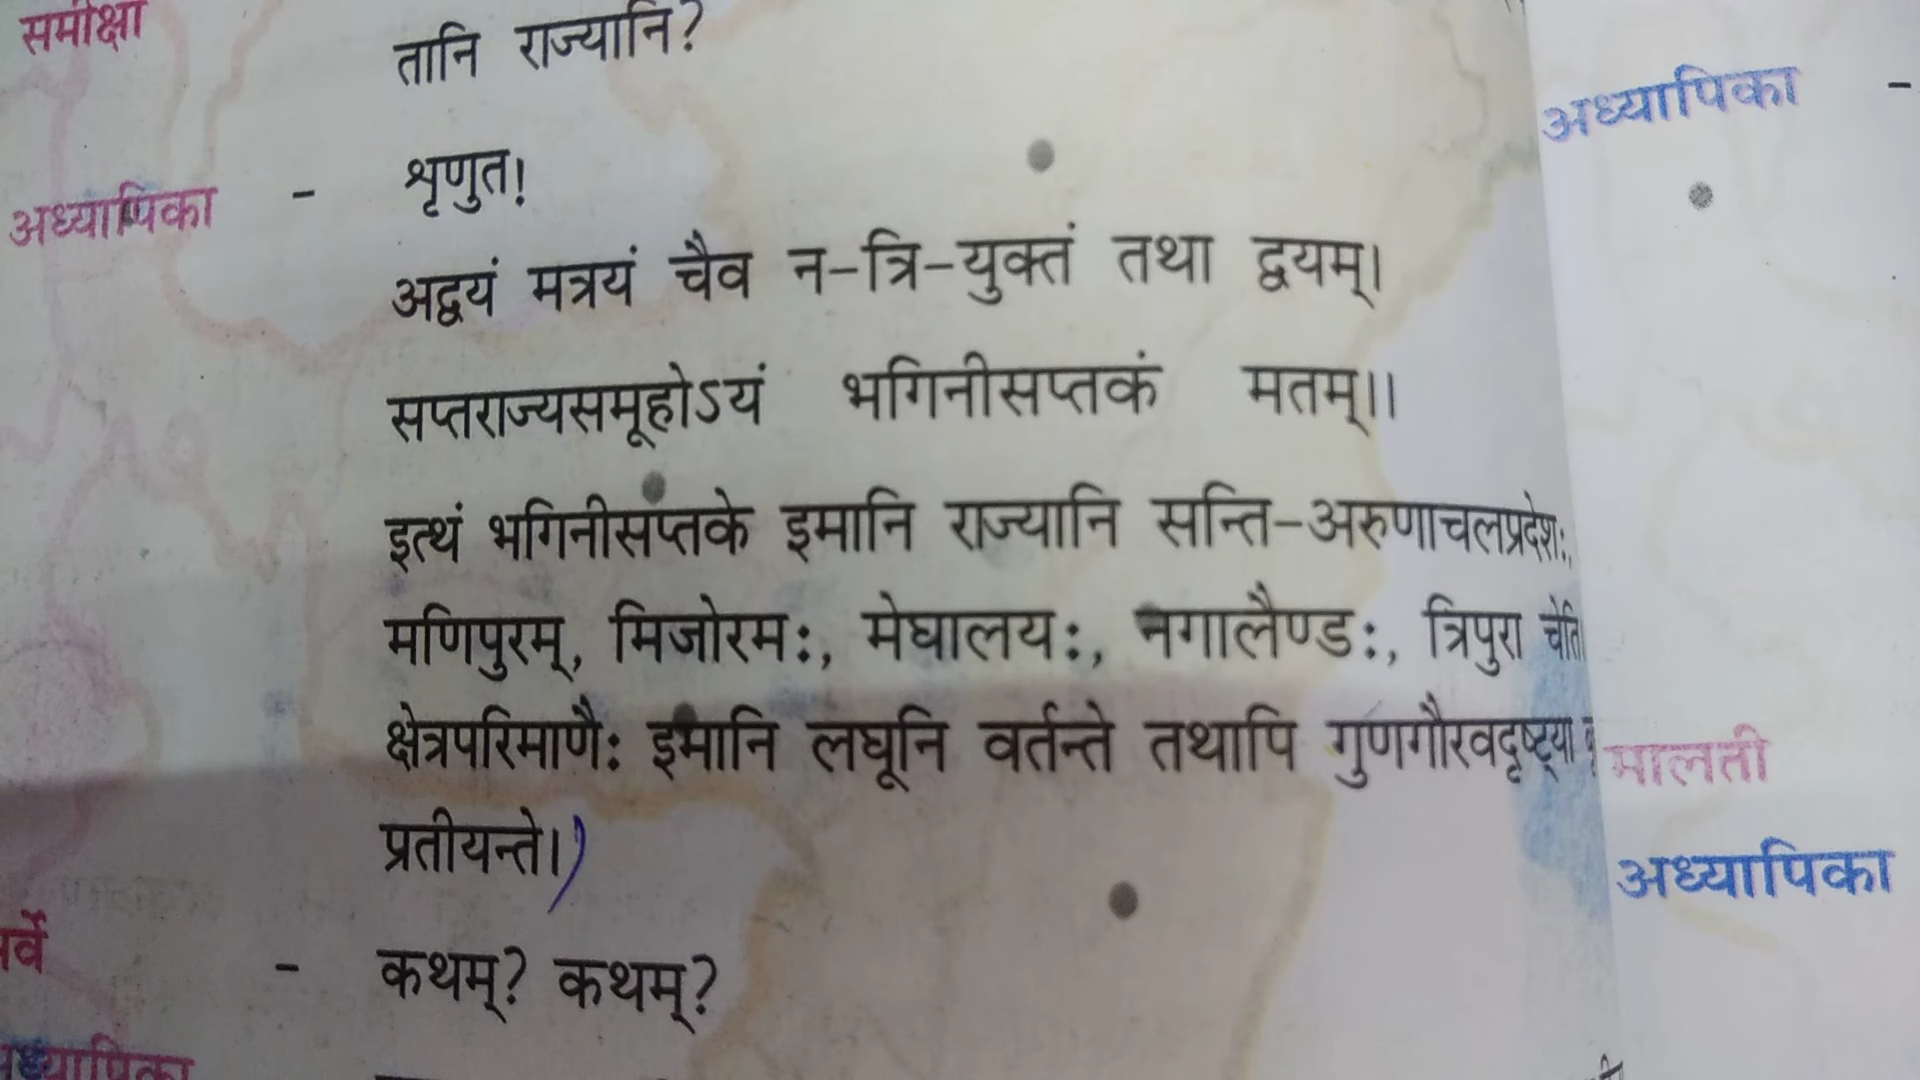 समीक्षा तानि राज्यानि?
अध्यापिका - शृणुत!
अद्वयं मत्रयं चैव न-त्रि-युक्तं तथा द्वयम्।
सप्तराज्यसमूहोऽयं भगिनीसप्तकं मतम्।।
इत्थं भगिनीसप्तके इमानि राज्यानि सन्ति-अरुणाचलप्रदेशः,
मणिपुरम्, मिजोरमः, मेघालयः, नगालैण्डः, त्रिपुरा चेति
क्षेत्रपरिमाणैः इमानि लघूनि वर्तन्ते तथापि गुणगौरवदृष्ट्या
प्रतीयन्ते।)
र्वे - कथम्? कथम्?
ध्यापिका
अध्यापिका -
मालती
अध्यापिका